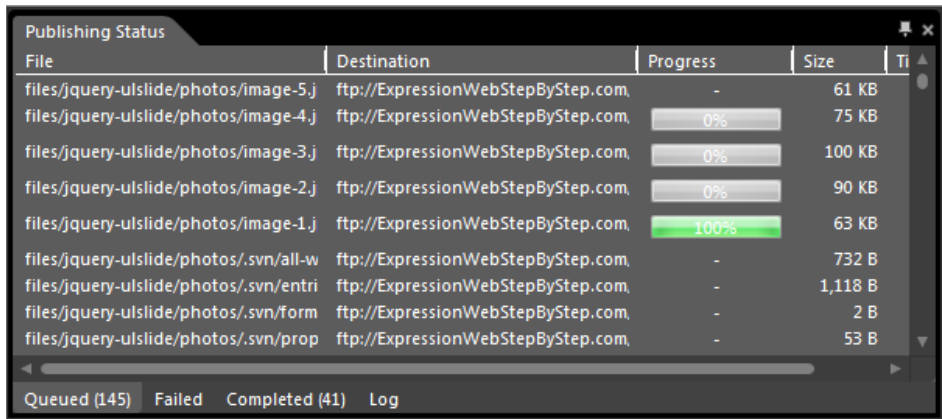 Publishing Status
File Destination Progress Size Ti
files/jquery-ulslide/photos/image-5.j ftp://ExpressionWebStepByStep.com, - 61 KB
files/jquery-ulslide/photos/image-4.j ftp://ExpressionWebStepByStep.com, 0% 75 KB
files/jquery-ulslide/photos/image-3.j ftp://ExpressionWebStepByStep.com, 0% 100 KB
files/jquery-ulslide/photos/image-2.j ftp://ExpressionWebStepByStep.com, 0% 90 KB
files/jquery-ulslide/photos/image-1.j ftp://ExpressionWebStepByStep.com, 100% 63 KB
files/jquery-ulslide/photos/.svn/all-w ftp://ExpressionWebStepByStep.com, - 732 B
files/jquery-ulslide/photos/.svn/entri ftp://ExpressionWebStepByStep.com, - 1,118 B
files/jquery-ulslide/photos/.svn/form ftp://ExpressionWebStepByStep.com, - 2 B
files/jquery-ulslide/photos/.svn/prop ftp://ExpressionWebStepByStep.com, - 53 B
Queued (145) Failed Completed (41) Log